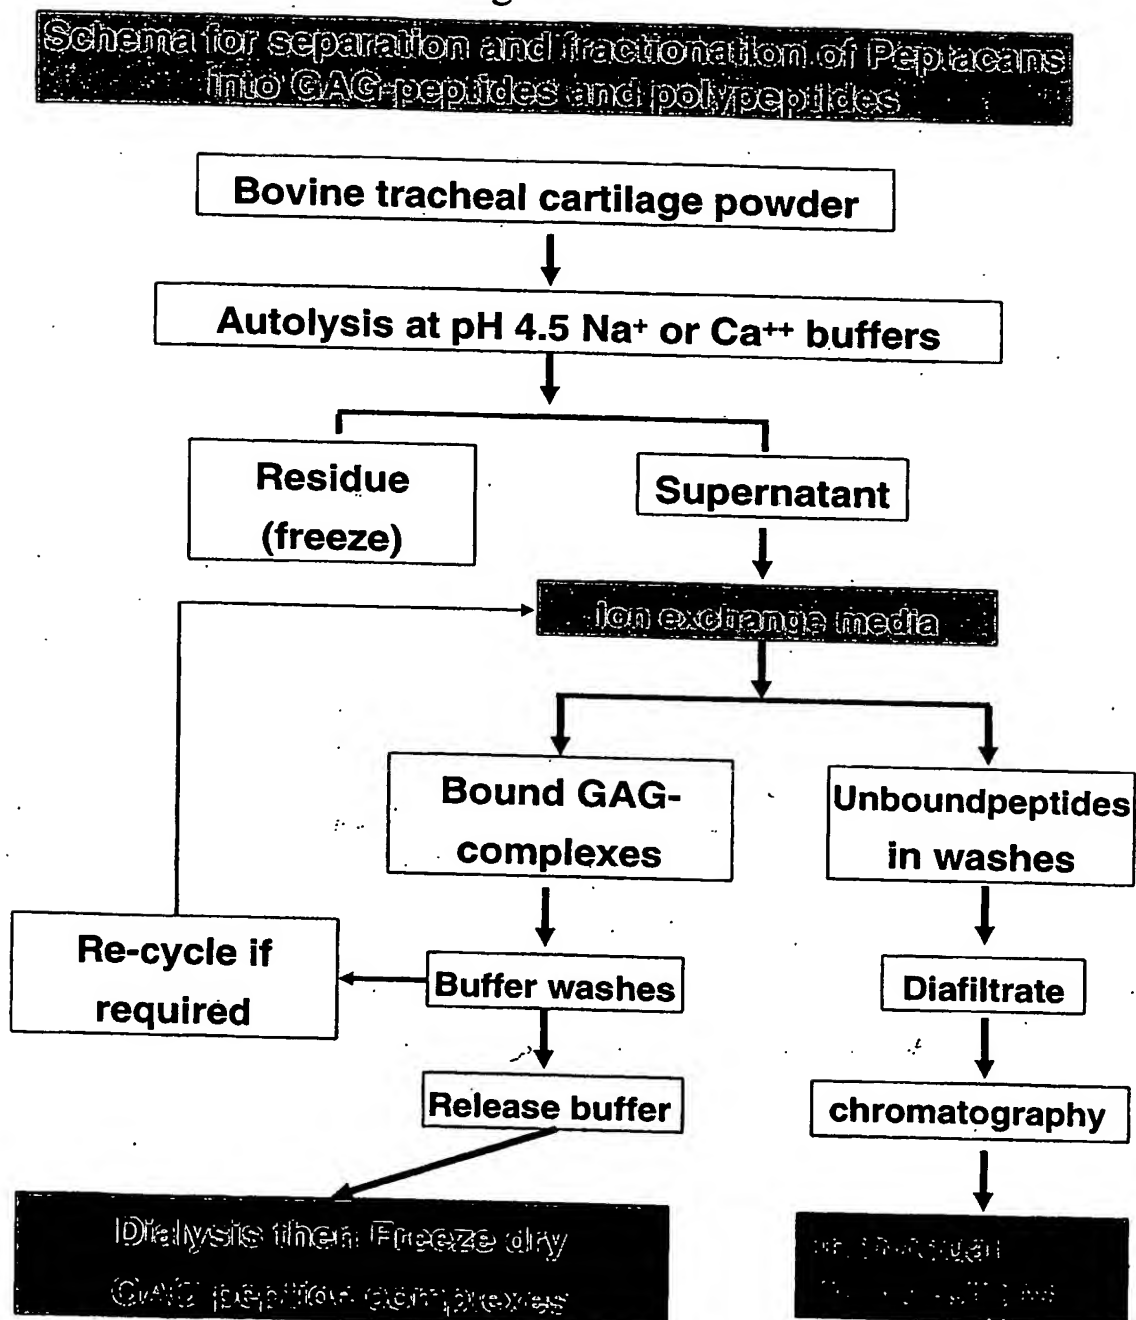 Schema for separation and fractionation of Peptacans
into GAG-peptides and polypeptides
Bovine tracheal cartilage powder
Autolysis at pH 4.5 Na⁺ or Ca⁺⁺ buffers
Residue
(freeze)
Supernatant
Ion exchange media
Bound GAG-
complexes
Unboundpeptides
in washes
Re-cycle if
required
Buffer washes
Diafiltrate
Release buffer
chromatography
Dialysis then Freeze dry
GAG peptide complexes